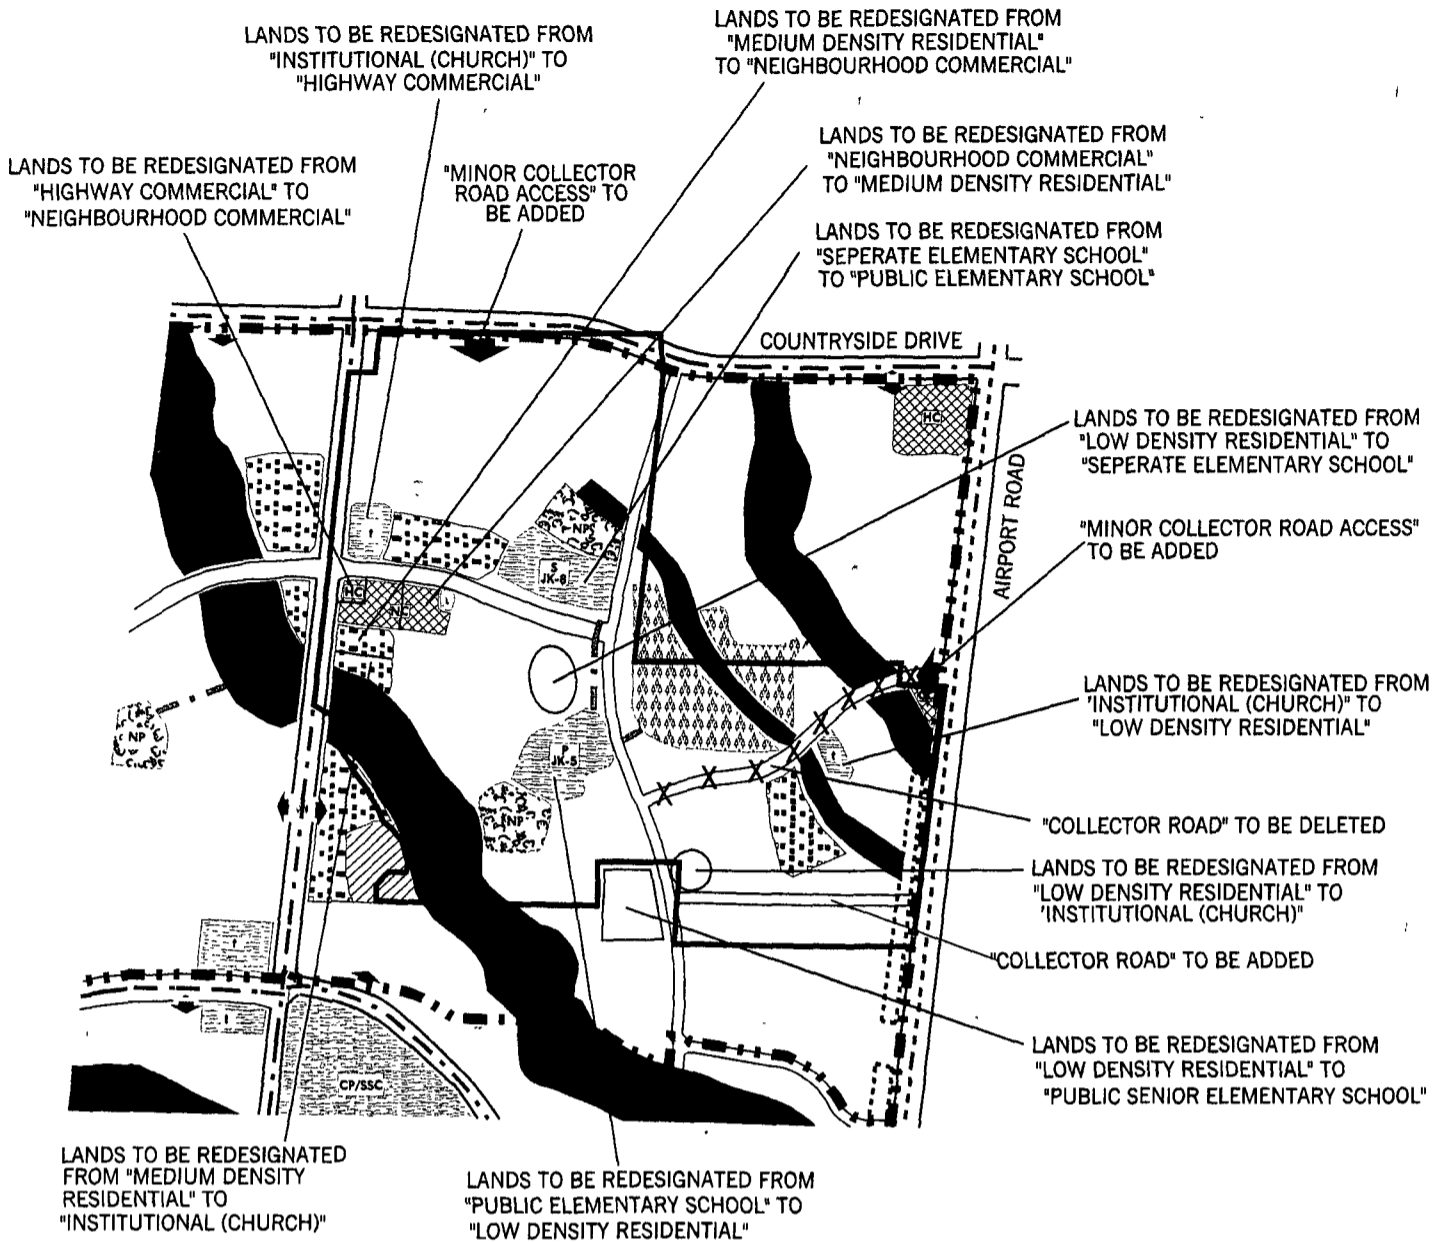 LANDS TO BE REDESIGNATED FROM
"INSTITUTIONAL (CHURCH)" TO
"HIGHWAY COMMERCIAL"
LANDS TO BE REDESIGNATED FROM
"MEDIUM DENSITY RESIDENTIAL"
TO "NEIGHBOURHOOD COMMERCIAL"
LANDS TO BE REDESIGNATED FROM
"HIGHWAY COMMERCIAL" TO
"NEIGHBOURHOOD COMMERCIAL"
"MINOR COLLECTOR
ROAD ACCESS" TO
BE ADDED
LANDS TO BE REDESIGNATED FROM
"NEIGHBOURHOOD COMMERCIAL"
TO "MEDIUM DENSITY RESIDENTIAL"
LANDS TO BE REDESIGNATED FROM
"SEPERATE ELEMENTARY SCHOOL"
TO "PUBLIC ELEMENTARY SCHOOL"
COUNTRYSIDE DRIVE
HC
AIRPORT ROAD
LANDS TO BE REDESIGNATED FROM
"LOW DENSITY RESIDENTIAL" TO
"SEPERATE ELEMENTARY SCHOOL"
"MINOR COLLECTOR ROAD ACCESS"
TO BE ADDED
NP
S
JK-8
HC
NC
LANDS TO BE REDESIGNATED FROM
'INSTITUTIONAL (CHURCH)" TO
"LOW DENSITY RESIDENTIAL"
NP
P
JK-5
X X X X X X X
NP
"COLLECTOR ROAD" TO BE DELETED
LANDS TO BE REDESIGNATED FROM
"LOW DENSITY RESIDENTIAL" TO
'INSTITUTIONAL (CHURCH)"
"COLLECTOR ROAD" TO BE ADDED
LANDS TO BE REDESIGNATED FROM
"LOW DENSITY RESIDENTIAL" TO
"PUBLIC SENIOR ELEMENTARY SCHOOL"
CP/SSC
LANDS TO BE REDESIGNATED
FROM "MEDIUM DENSITY
RESIDENTIAL" TO
"INSTITUTIONAL (CHURCH)"
LANDS TO BE REDESIGNATED FROM
"PUBLIC ELEMENTARY SCHOOL" TO
"LOW DENSITY RESIDENTIAL"